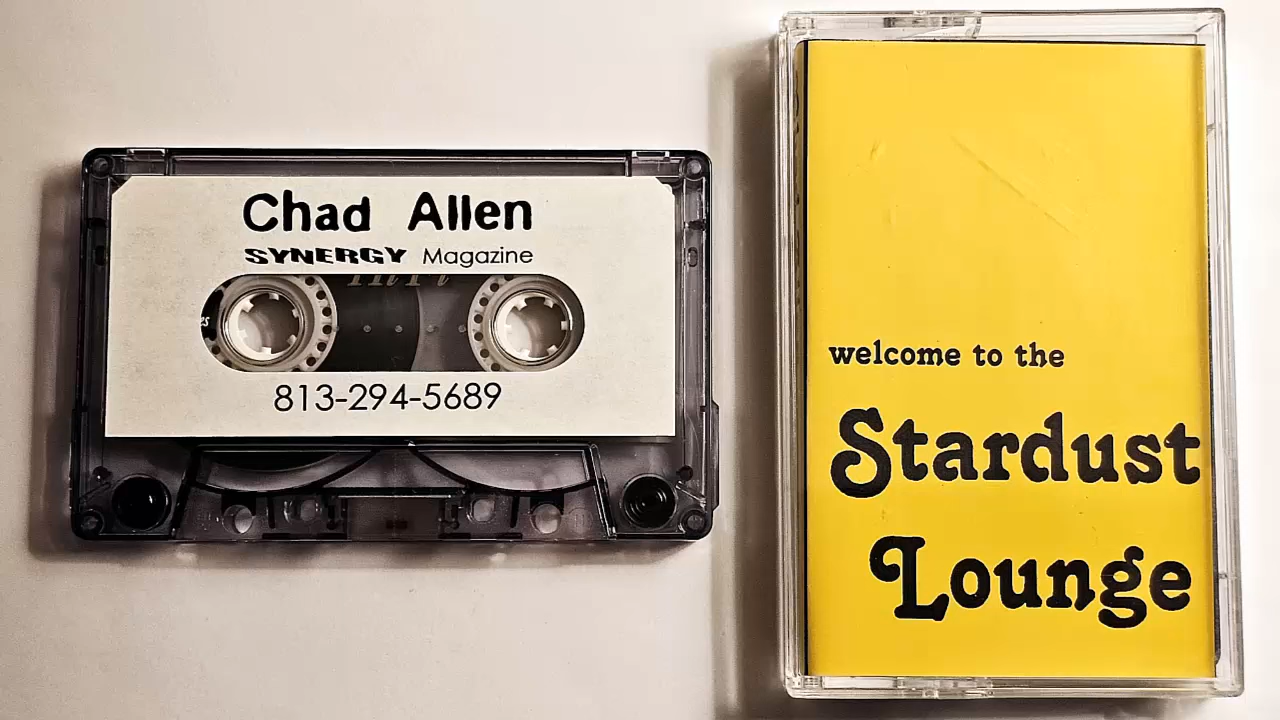 Chad Allen
SYNERGY Magazine
813-294-5689
welcome to the
Stardust
Lounge